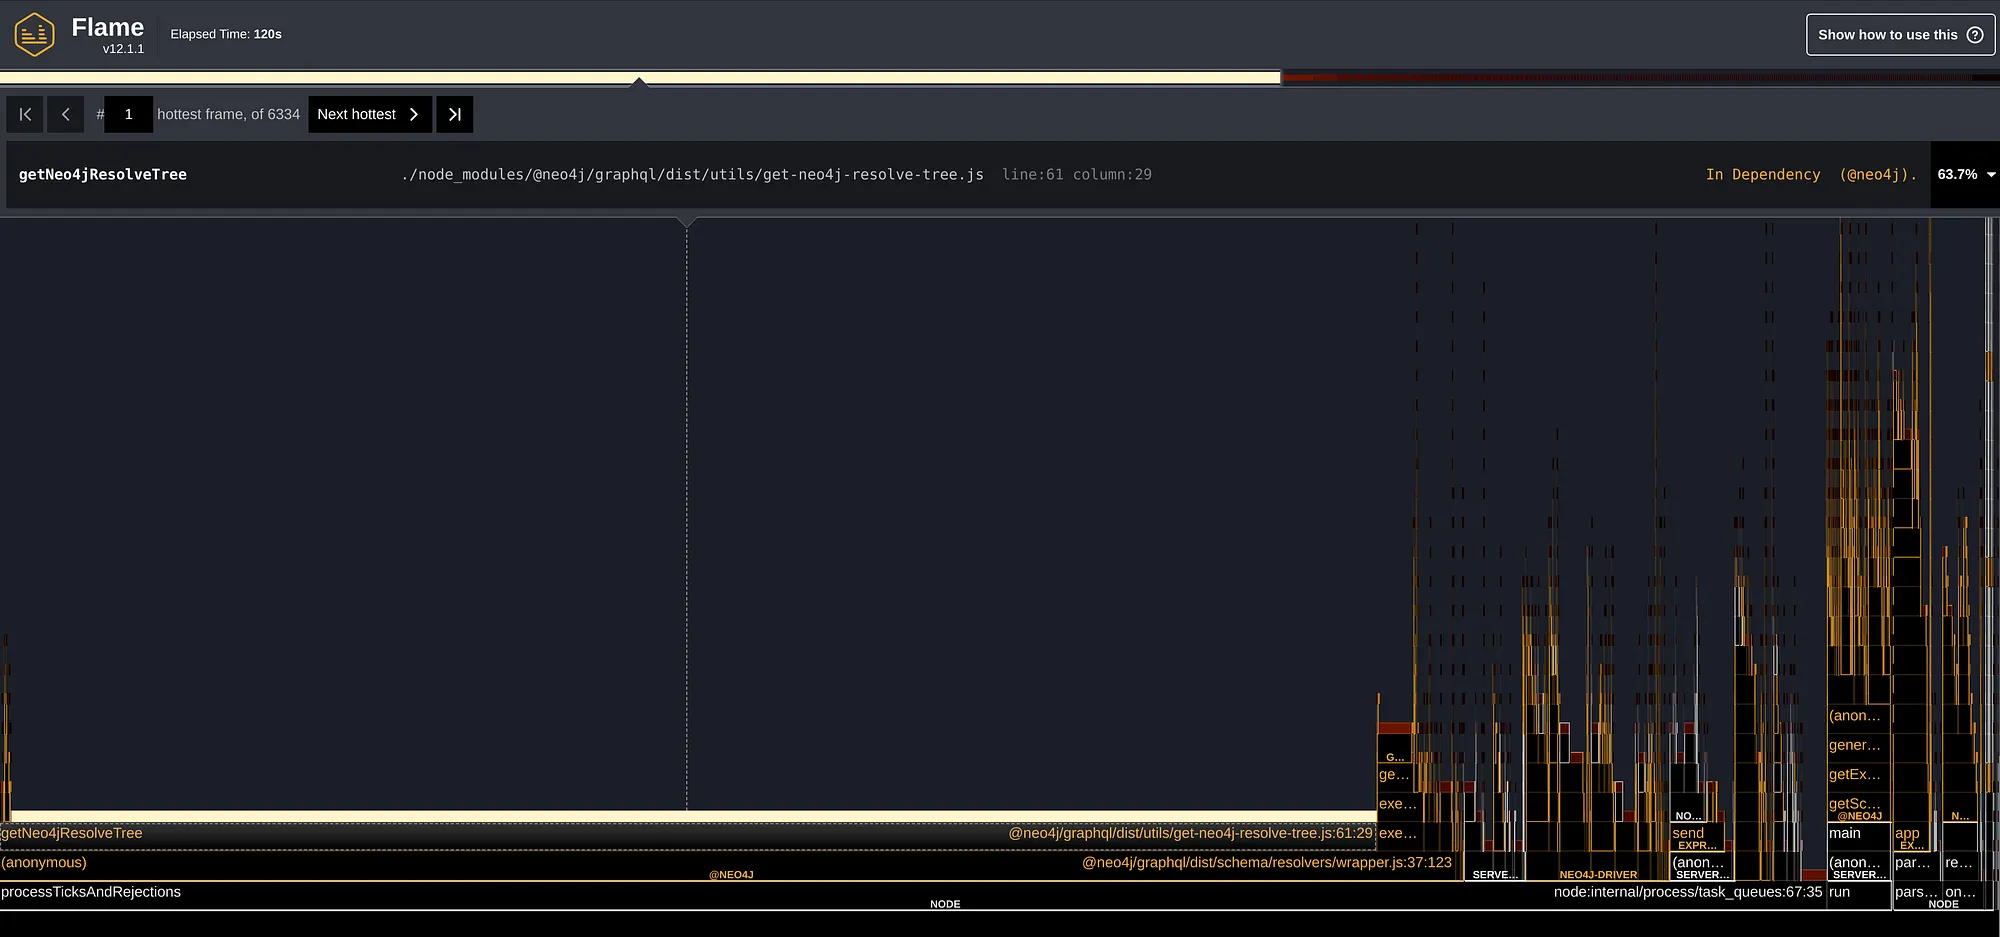 Flame
v12.1.1
Elapsed Time: 120s
Show how to use this ?
# 1 hottest frame, of 6334 Next hottest
getNeo4jResolveTree ./node_modules/@neo4j/graphql/dist/utils/get-neo4j-resolve-tree.js line:61 column:29 In Dependency (@neo4j). 63.7%
(anon...
gener...
G...
ge... getEx...
exe... getSc...
NO... @NEO4J N...
getNeo4jResolveTree @neo4j/graphql/dist/utils/get-neo4j-resolve-tree.js:61:29 exe... send main app
EXPR... EX...
(anonymous) @neo4j/graphql/dist/schema/resolvers/wrapper.js:37:123 (anon... (anon... par... re...
@NEO4J SERVE... NEO4J-DRIVER SERVER... SERVER...
processTicksAndRejections node:internal/process/task_queues:67:35 run pars... on...
NODE NODE